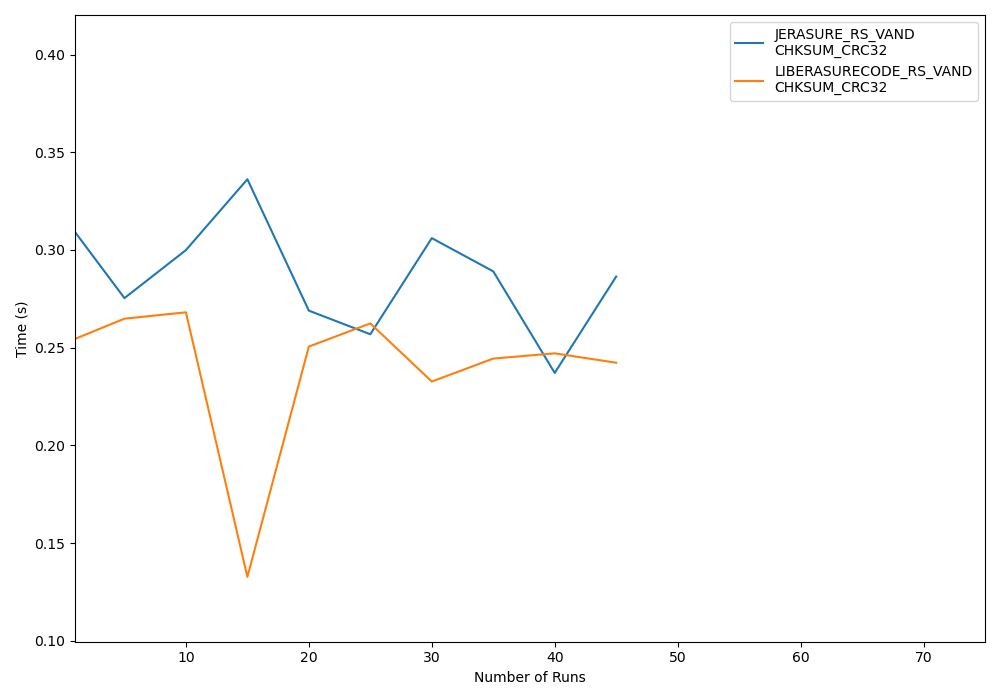 JERASURE_RS_VAND
CHKSUM_CRC32
LIBERASURECODE_RS_VAND
CHKSUM_CRC32
0.40
0.35
0.30
0.25
0.20
0.15
0.10
Time (s)
10 20 30 40 50 60 70
Number of Runs